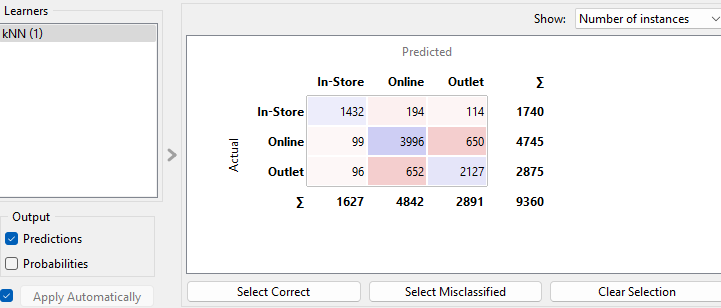 Learners
kNN (1)
Output
Predictions
Probabilities
Apply Automatically
Show: Number of instances
Predicted
In-Store Online Outlet Σ
Actual
In-Store 1432 194 114 1740
Online 99 3996 650 4745
Outlet 96 652 2127 2875
Σ 1627 4842 2891 9360
Select Correct Select Misclassified Clear Selection